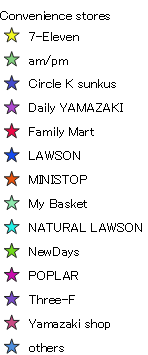 Convenience stores
7-Eleven
am/pm
Circle K sunkus
Daily YAMAZAKI
Family Mart
LAWSON
MINISTOP
My Basket
NATURAL LAWSON
NewDays
POPLAR
Three-F
Yamazaki shop
others